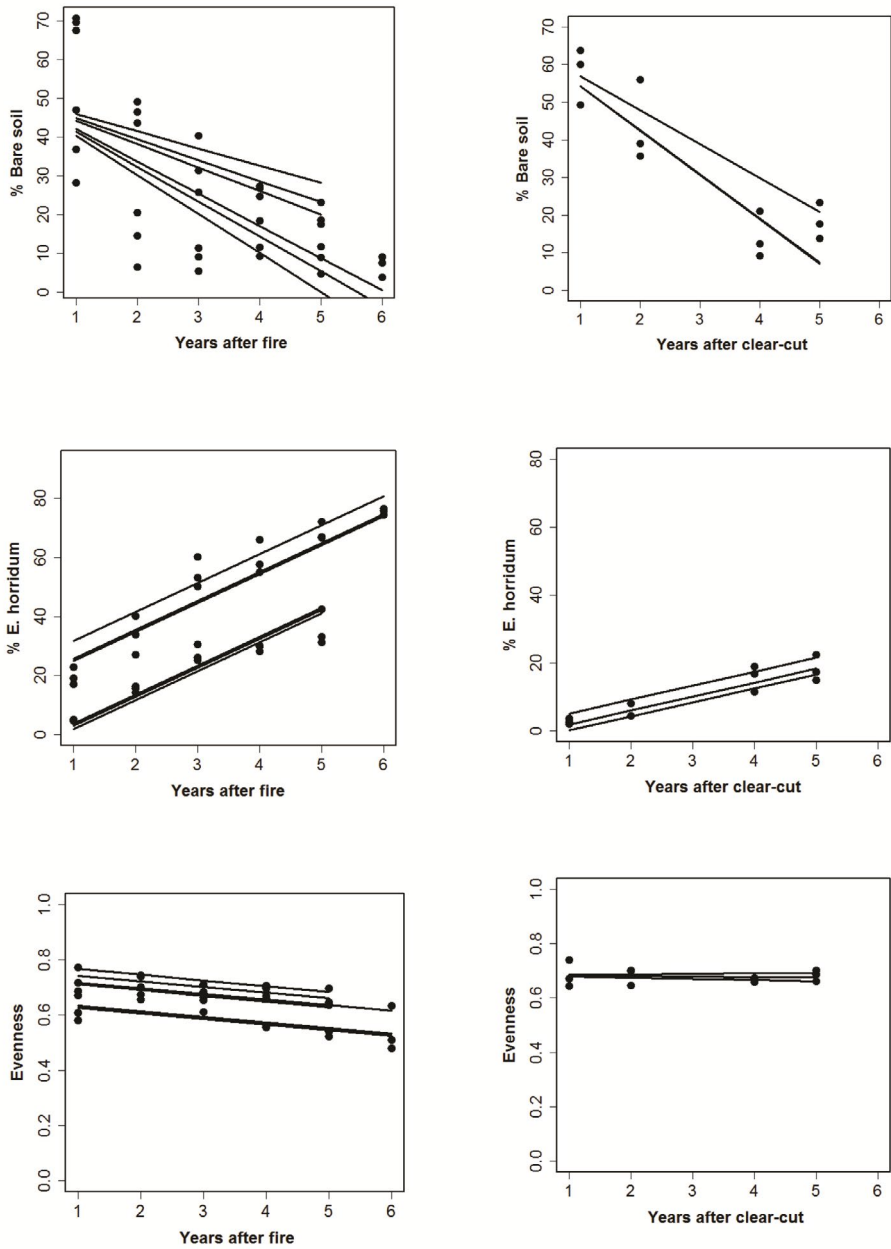 % Bare soil
70
60
50
40
30
20
10
0
1 2 3 4 5 6
Years after fire
% Bare soil
70
60
50
40
30
20
10
0
1 2 3 4 5 6
Years after clear-cut
% E. horridum
80
60
40
20
0
1 2 3 4 5 6
Years after fire
% E. horridum
80
60
40
20
0
1 2 3 4 5 6
Years after clear-cut
Evenness
1.0
0.8
0.6
0.4
0.2
0.0
1 2 3 4 5 6
Years after fire
Evenness
1.0
0.8
0.6
0.4
0.2
0.0
1 2 3 4 5 6
Years after clear-cut